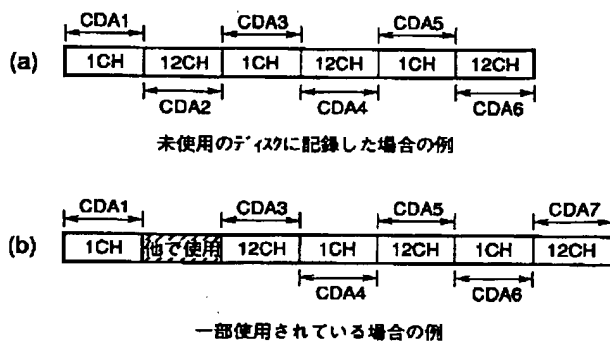 CDA1 CDA3 CDA5
(a) 1CH 12CH 1CH 12CH 1CH 12CH
CDA2 CDA4 CDA6
未使用のディスクに記録した場合の例
CDA1 CDA3 CDA5 CDA7
(b) 1CH 他で使用 12CH 1CH 12CH 1CH 12CH
CDA4 CDA6
一部使用されている場合の例